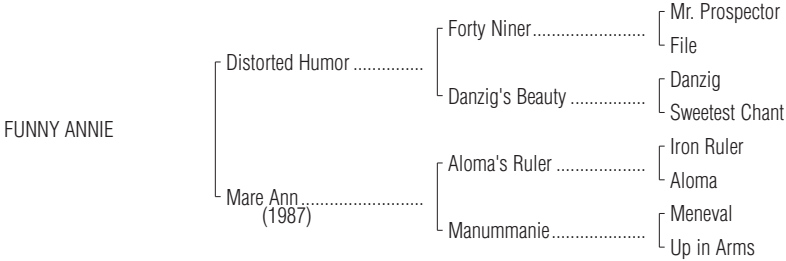 Mr. Prospector
Forty Niner.......................
File
Distorted Humor ..............
Danzig
Danzig's Beauty ...............
Sweetest Chant
FUNNY ANNIE
Iron Ruler
Aloma's Ruler ..................
Aloma
Mare Ann.........................
(1987)
Meneval
Manummanie...................
Up in Arms